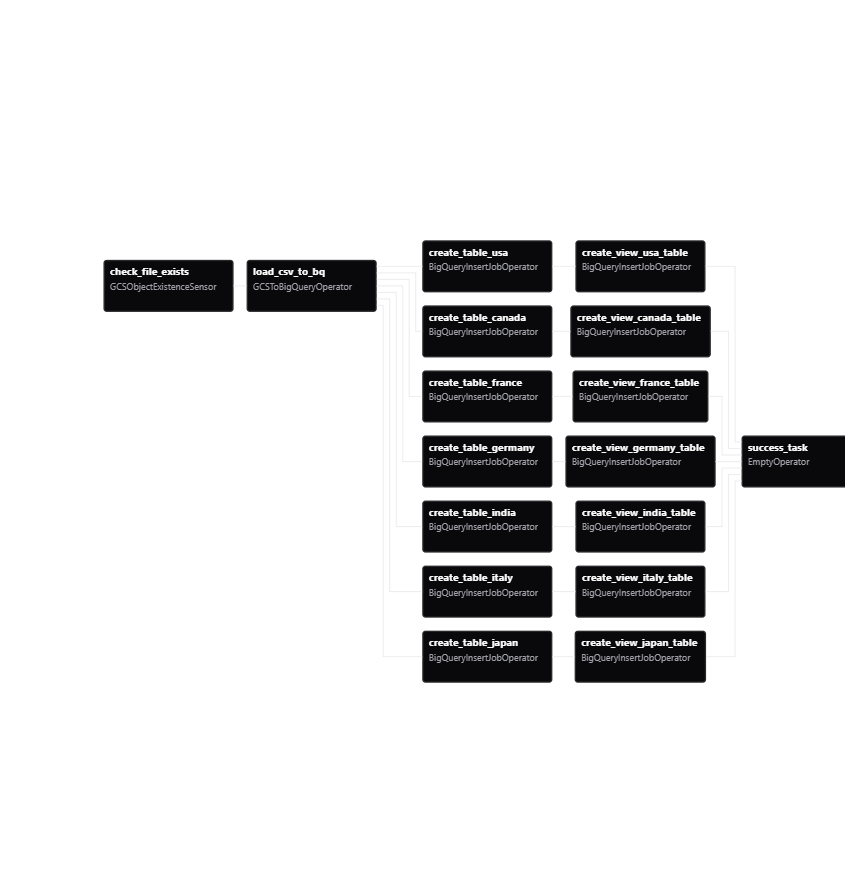 check_file_exists
GCSObjectExistenceSensor
load_csv_to_bq
GCSToBigQueryOperator
create_table_usa
BigQueryInsertJobOperator
create_view_usa_table
BigQueryInsertJobOperator
create_table_canada
BigQueryInsertJobOperator
create_view_canada_table
BigQueryInsertJobOperator
create_table_france
BigQueryInsertJobOperator
create_view_france_table
BigQueryInsertJobOperator
create_table_germany
BigQueryInsertJobOperator
create_view_germany_table
BigQueryInsertJobOperator
success_task
EmptyOperator
create_table_india
BigQueryInsertJobOperator
create_view_india_table
BigQueryInsertJobOperator
create_table_italy
BigQueryInsertJobOperator
create_view_italy_table
BigQueryInsertJobOperator
create_table_japan
BigQueryInsertJobOperator
create_view_japan_table
BigQueryInsertJobOperator